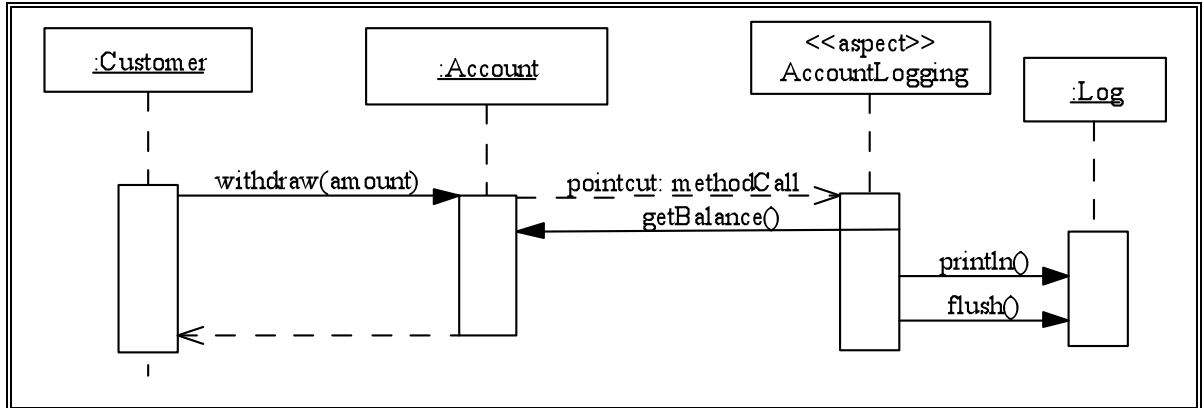 :Customer
:Account
<<aspect>>
AccountLogging
:Log
withdraw(amount)
pointcut: methodCall
getBalance()
println()
flush()